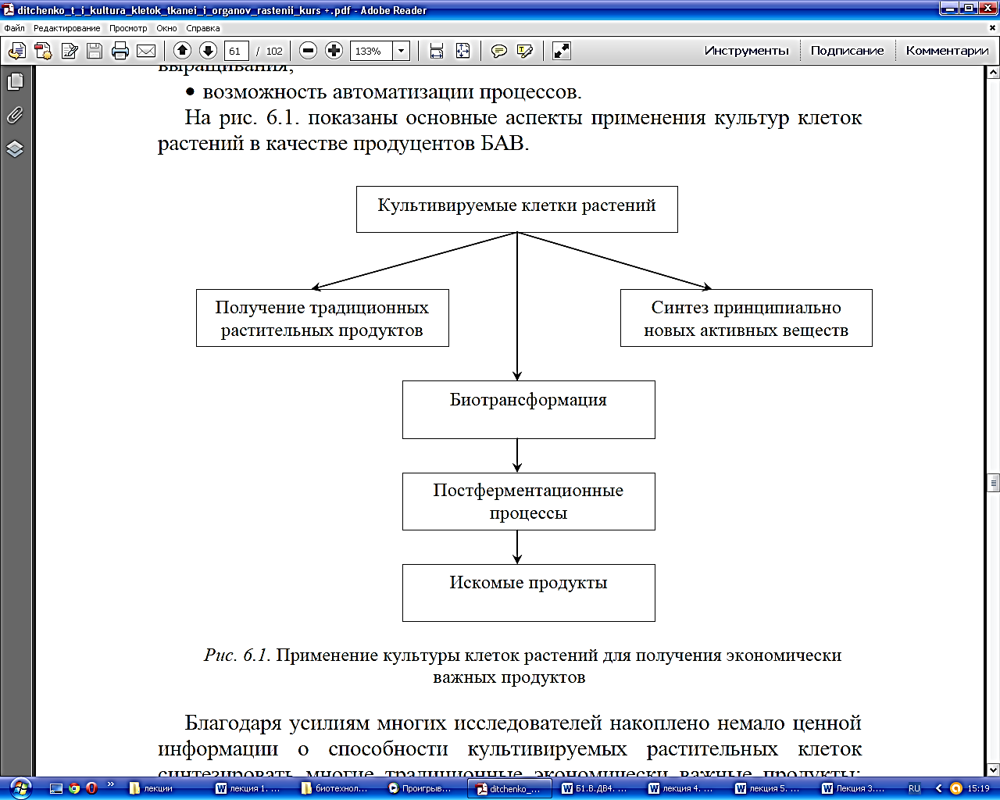 ditchenko_t_i_kultura_kletok_tkanei_i_organov_rastenii_kurs +.pdf - Adobe Reader
Файл Редактирование Просмотр Окно Справка
61 / 102 133% Инструменты Подписание Комментарии
выращивания;
• возможность автоматизации процессов.
На рис. 6.1. показаны основные аспекты применения культур клеток
растений в качестве продуцентов БАВ.
Культивируемые клетки растений
Получение традиционных
растительных продуктов
Синтез принципиально
новых активных веществ
Биотрансформация
Постферментационные
процессы
Искомые продукты
Рис. 6.1. Применение культуры клеток растений для получения экономически
важных продуктов
Благодаря усилиям многих исследователей накоплено немало ценной
информации о способности культивируемых растительных клеток
синтезировать многие традиционные экономически важные продукты:
лекции лекция 1. ... биотехнол... Проигрыв... ditchenko_... Б1.В.ДВ4. ... лекция 4. ... лекция 5. ... Лекция 3.... RU 15:19